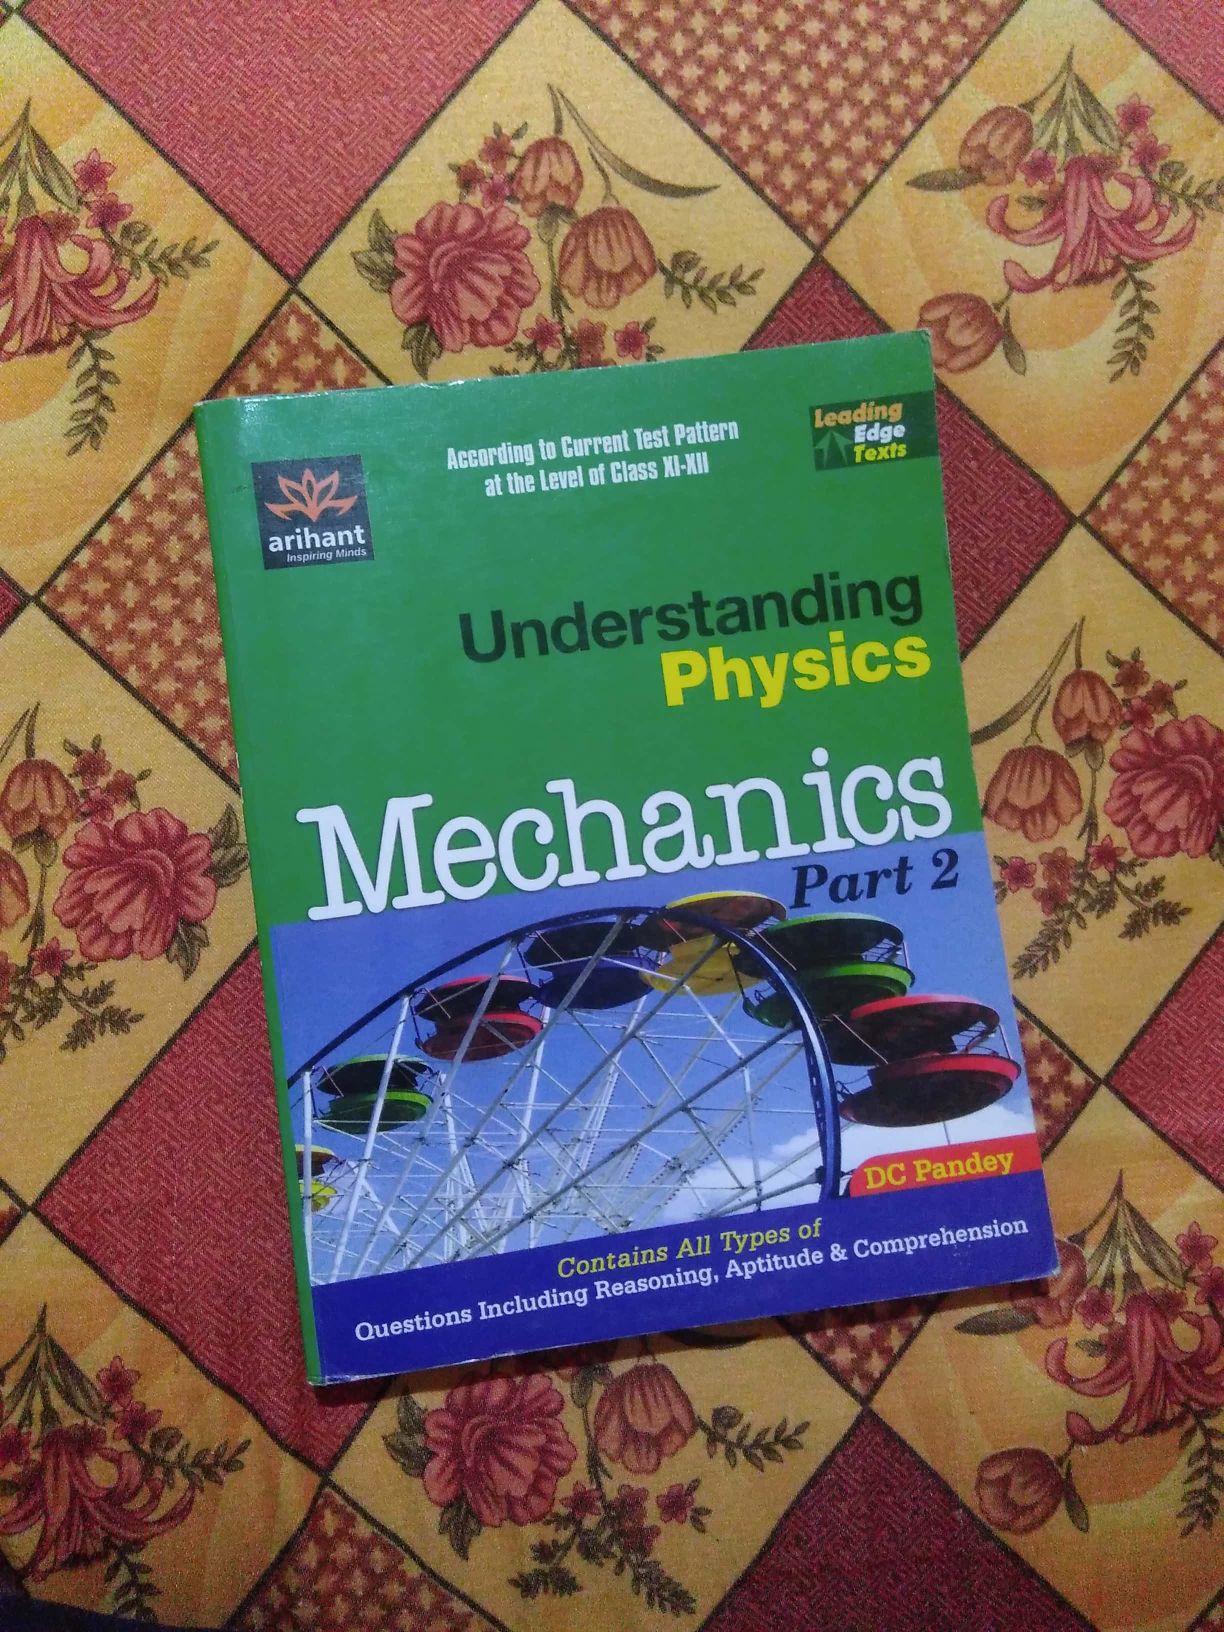 According to Current Test Pattern
at the Level of Class XI-XII
Leading
Edge
Texts
arihant
Inspiring Minds
Understanding
Physics
Mechanics
Part 2
DC Pandey
Contains All Types of
Questions Including Reasoning, Aptitude & Comprehension